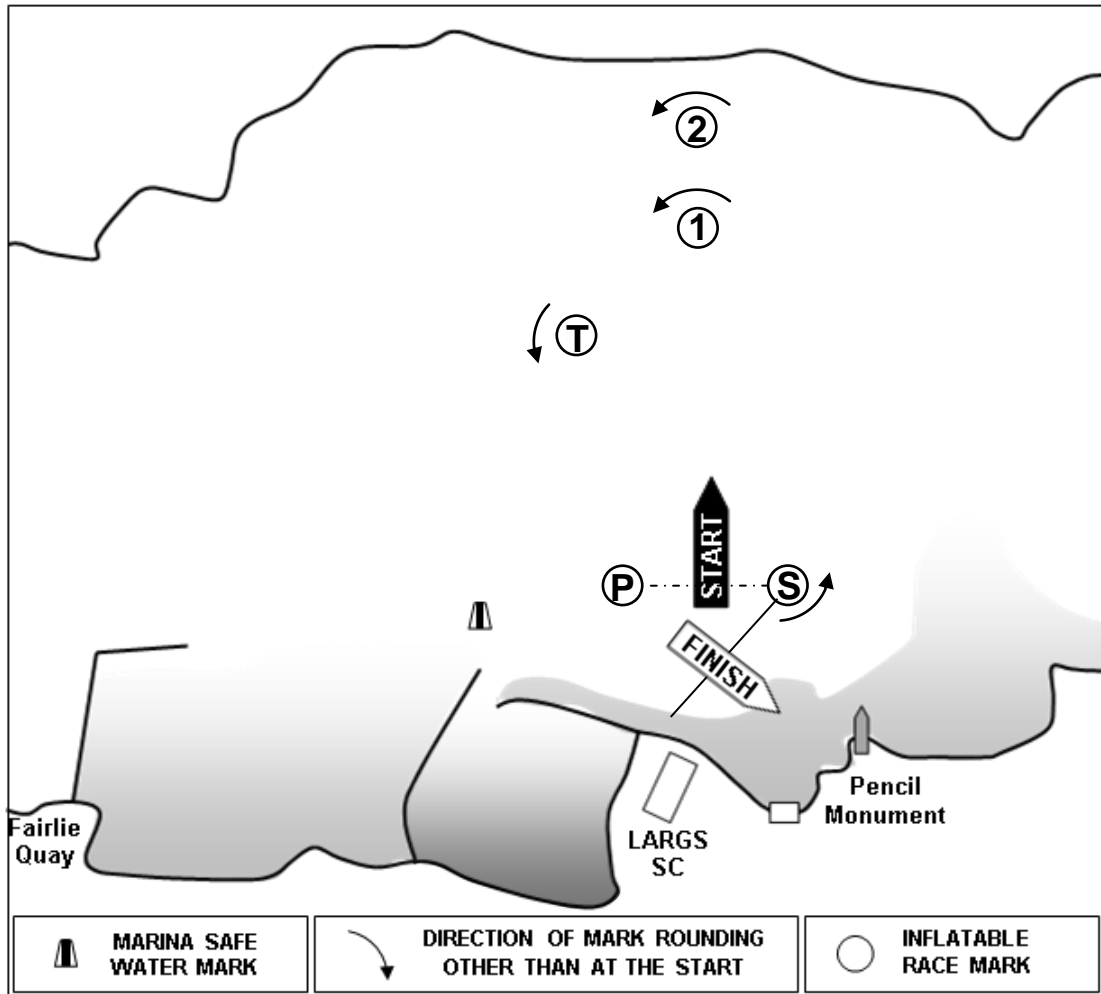 2
1
T
START
P
S
FINISH
Pencil
Monument
Fairlie
Quay
LARGS
SC
MARINA SAFE
WATER MARK
DIRECTION OF MARK ROUNDING
OTHER THAN AT THE START
INFLATABLE
RACE MARK